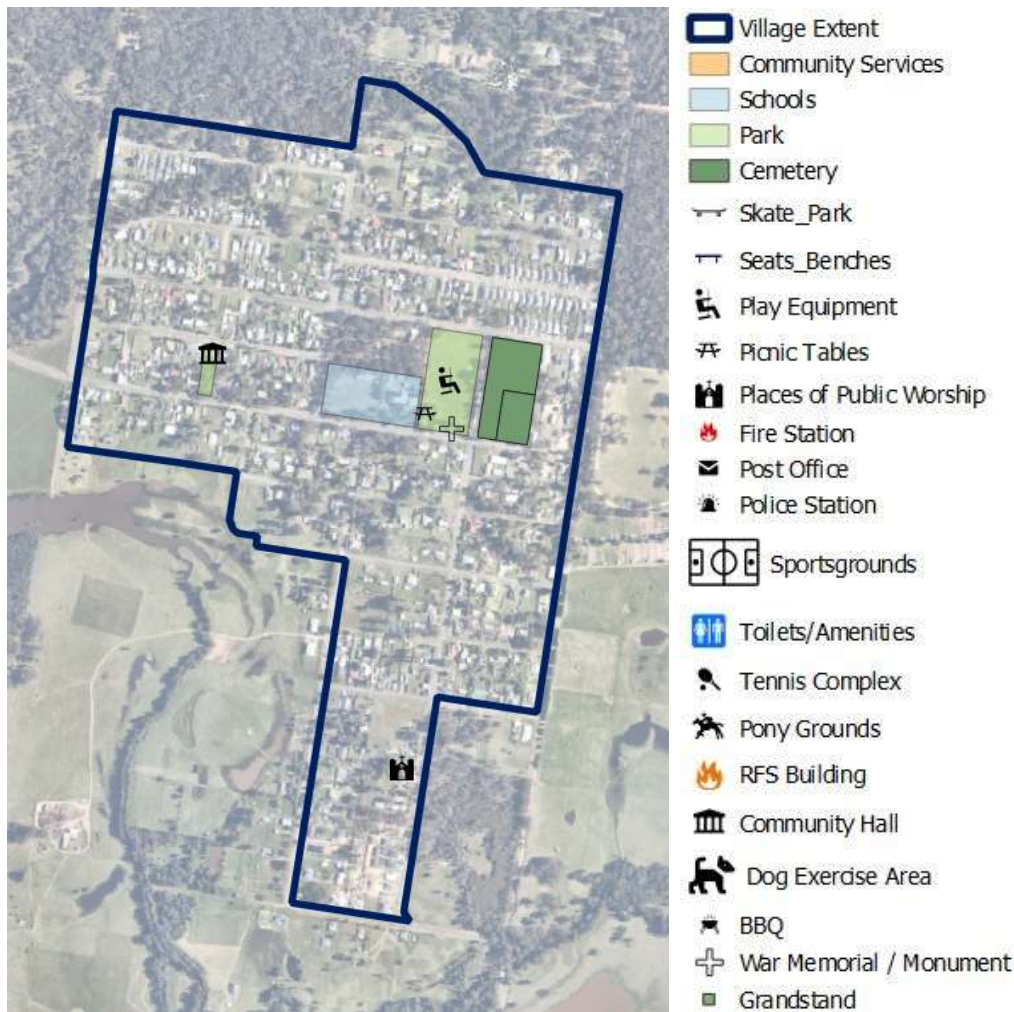 Village Extent
Community Services
Schools
Park
Cemetery
Skate_Park
Seats_Benches
Play Equipment
Picnic Tables
Places of Public Worship
Fire Station
Post Office
Police Station
Sportsgrounds
Toilets/Amenities
Tennis Complex
Pony Grounds
RFS Building
Community Hall
Dog Exercise Area
BBQ
War Memorial / Monument
Grandstand